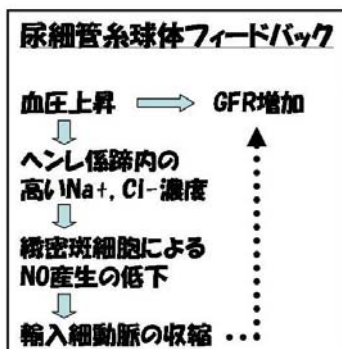 尿細管糸球体フィードバック
血圧上昇 ⇨ GFR増加
ヘンレ係蹄内の
高いNa+, Cl-濃度
緻密斑細胞による
NO産生の低下
輸入細動脈の収縮